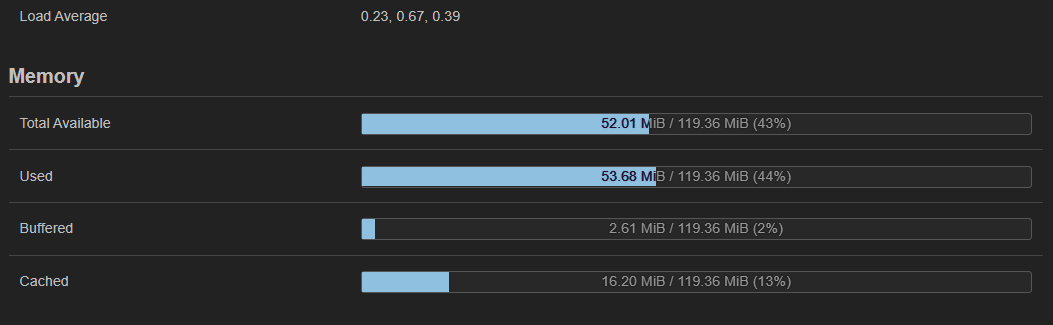 Load Average 0.23, 0.67, 0.39
Memory
Total Available 52.01 MiB / 119.36 MiB (43%)
Used 53.68 MiB / 119.36 MiB (44%)
Buffered 2.61 MiB / 119.36 MiB (2%)
Cached 16.20 MiB / 119.36 MiB (13%)